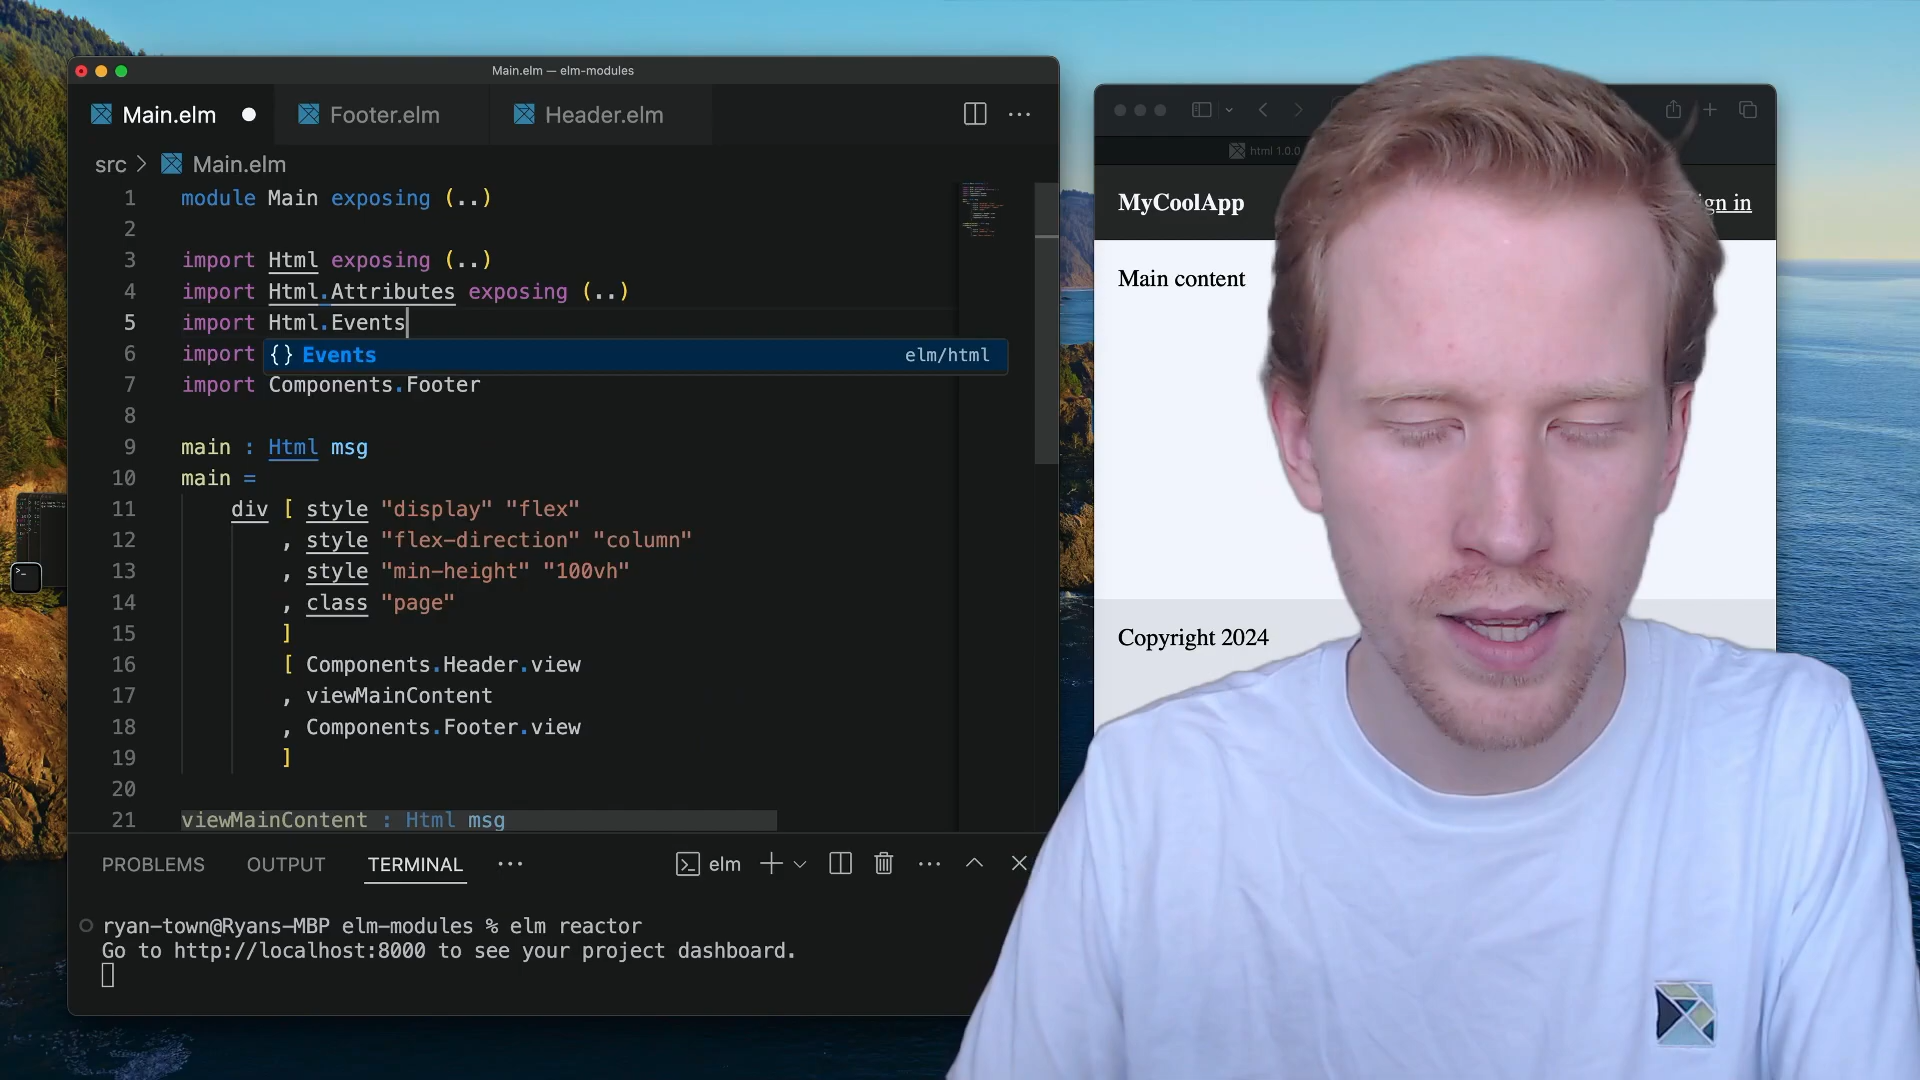 Main.elm — elm-modules
Main.elm
Footer.elm
Header.elm
src > Main.elm
1 module Main exposing (..)
2
3 import Html exposing (..)
4 import Html.Attributes exposing (..)
5 import Html.Events
6 import
{} Events elm/html
7 import Components.Footer
8
9 main : Html msg
10 main =
11 div [ style "display" "flex"
12 , style "flex-direction" "column"
13 , style "min-height" "100vh"
14 , class "page"
15 ]
16 [ Components.Header.view
17 , viewMainContent
18 , Components.Footer.view
19 ]
20
21 viewMainContent : Html msg
PROBLEMS OUTPUT TERMINAL ... elm
ryan-town@Ryans-MBP elm-modules % elm reactor
Go to http://localhost:8000 to see your project dashboard.
html 1.0.0
MyCoolApp
gn in
Main content
Copyright 2024